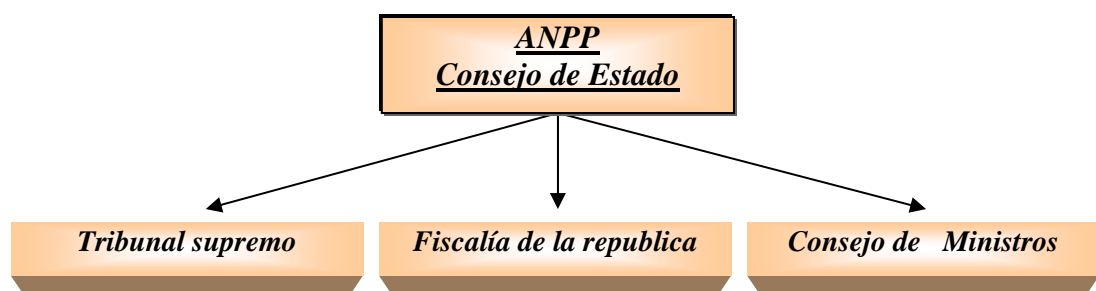 ANPP
Consejo de Estado
Tribunal supremo
Fiscalía de la republica
Consejo de Ministros